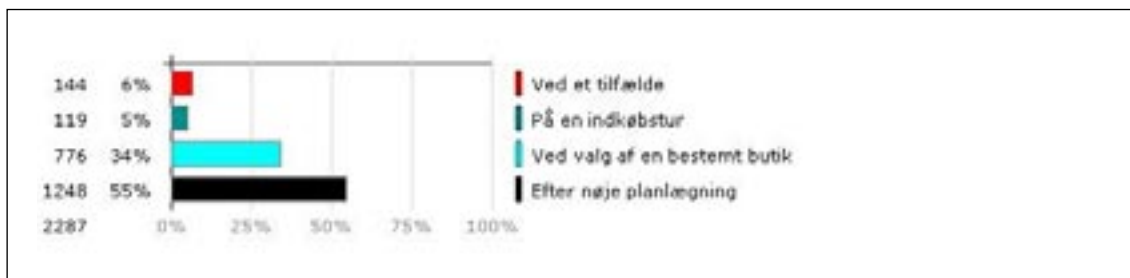 144 6% Ved et tilfælde
119 5% På en indkøbstur
776 34% Ved valg af en bestemt butik
1248 55% Efter nøje planlægning
2287 0% 25% 50% 75% 100%